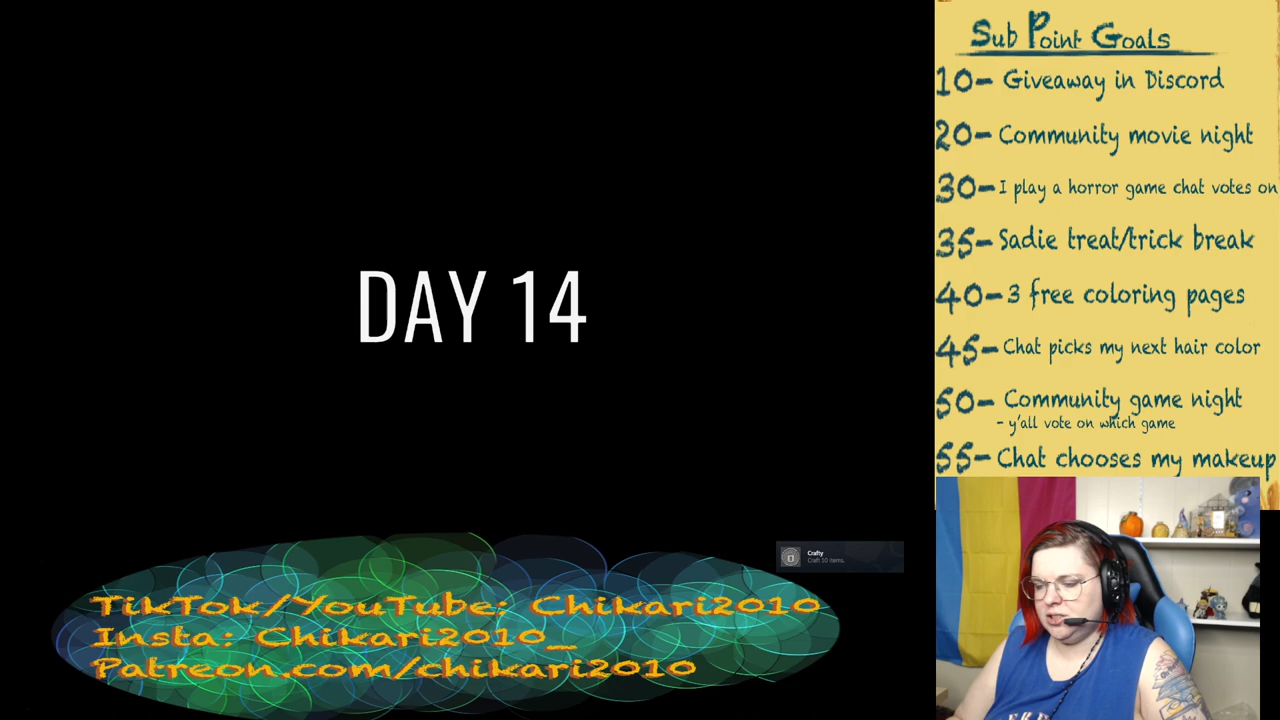 DAY 14
Crafty
Craft 10 items.
TikTok/YouTube: Chikari2010
Insta: Chikari2010_
Patreon.com/chikari2010
Sub Point Goals
10- Giveaway in Discord
20- Community movie night
30- I play a horror game chat votes on
35- Sadie treat/trick break
40- 3 free coloring pages
45- Chat picks my next hair color
50- Community game night
- y'all vote on which game
55- Chat chooses my makeup